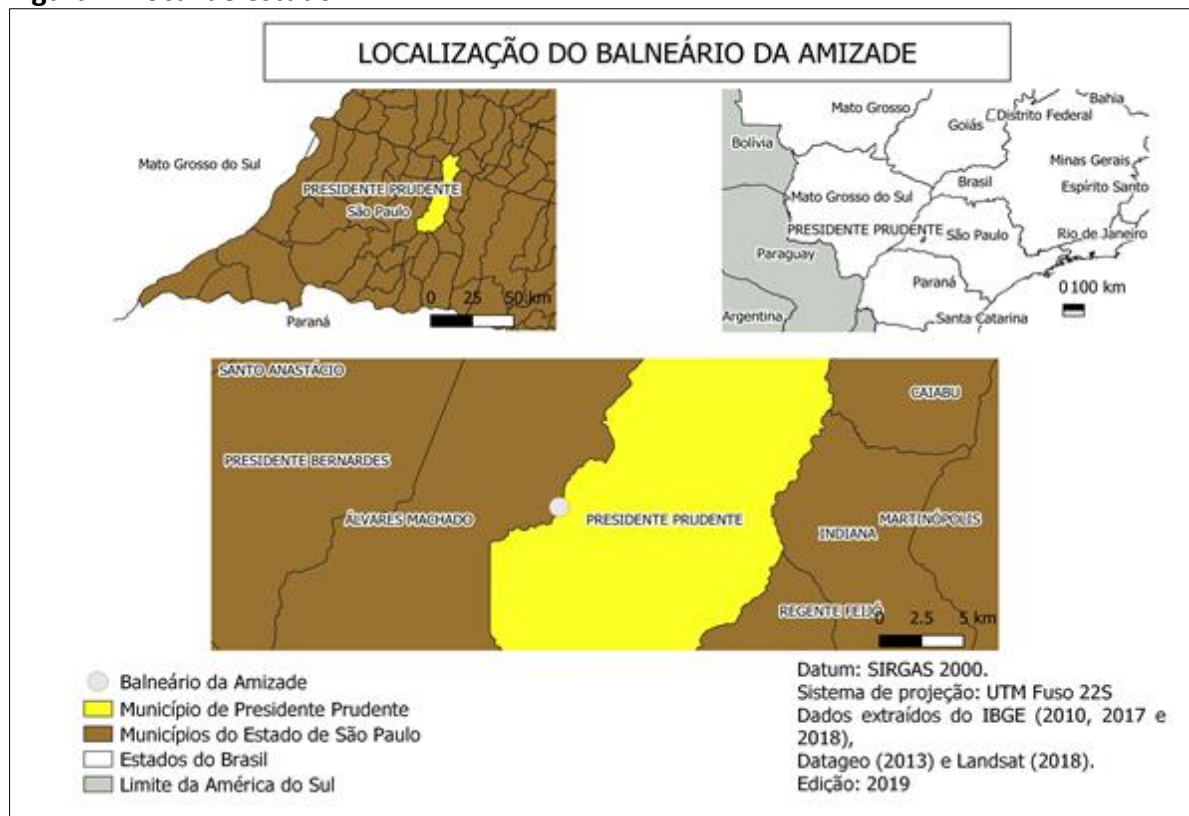 LOCALIZAÇÃO DO BALNEÁRIO DA AMIZADE
Mato Grosso do Sul
PRESIDENTE PRUDENTE
São Paulo
Paraná
0 25 50 km
Mato Grosso
Bahia
Goiás
Distrito Federal
Bolívia
Minas Gerais
Brasil
Espírito Santo
Mato Grosso do Sul
PRESIDENTE PRUDENTE
São Paulo
Rio de Janeiro
Paraguay
Paraná
0 100 km
Argentina
Santa Catarina
SANTO ANASTÁCIO
CAIABU
PRESIDENTE BERNARDES
ÁLVARES MACHADO
PRESIDENTE PRUDENTE
MARTINÓPOLIS
INDIANA
REGENTE FEIJÓ
0 2.5 5 km
Balneário da Amizade
Município de Presidente Prudente
Municípios do Estado de São Paulo
Estados do Brasil
Limite da América do Sul
Datum: SIRGAS 2000.
Sistema de projeção: UTM Fuso 22S
Dados extraídos do IBGE (2010, 2017 e
2018),
Datageo (2013) e Landsat (2018).
Edição: 2019